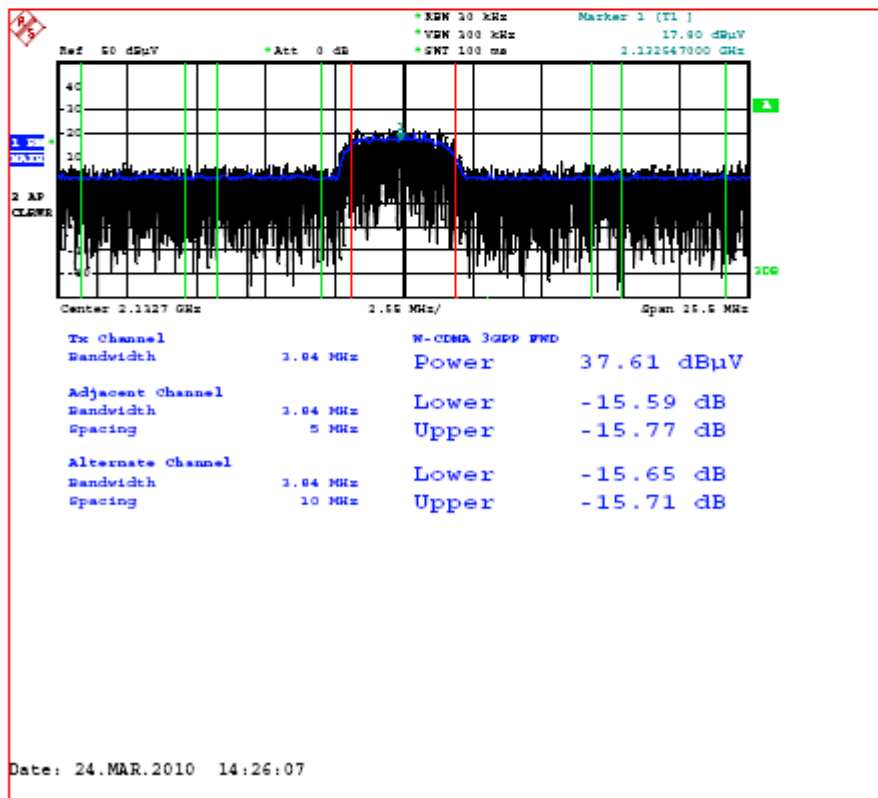 R S
* RBW 30 kHz Marker 1 [T1 ]
* VBW 300 kHz 17.80 dBµV
Ref 50 dBµV * Att 0 dB * SWT 100 ms 2.132547000 GHz
40
30
A
20
1
1 RM *
10
2 AP
CLRWR
3DB
Center 2.1327 GHz 2.55 MHz/ Span 25.5 MHz
Tx Channel W-CDMA 3GPP FWD
Bandwidth 3.84 MHz Power 37.61 dBµV
Adjacent Channel Lower -15.59 dB
Bandwidth 3.84 MHz
Spacing 5 MHz Upper -15.77 dB
Alternate Channel Lower -15.65 dB
Bandwidth 3.84 MHz
Spacing 10 MHz Upper -15.71 dB
Date: 24.MAR.2010 14:26:07